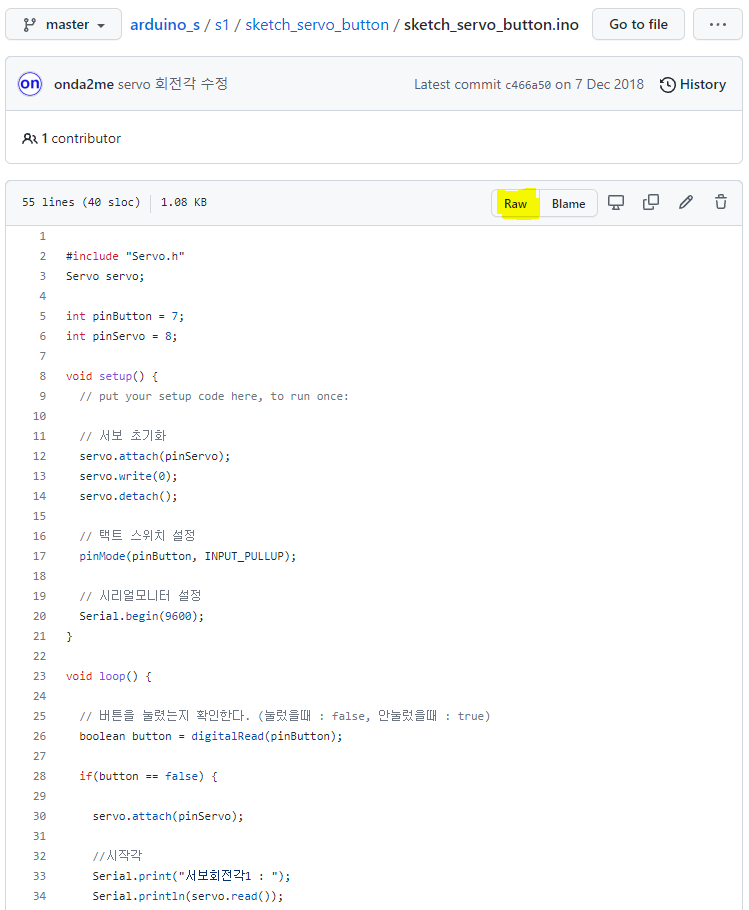 master arduino_s / s1 / sketch_servo_button / sketch_servo_button.ino Go to file ...
on onda2me servo 회전각 수정 Latest commit c466a50 on 7 Dec 2018 History
1 contributor
55 lines (40 sloc) 1.08 KB Raw Blame
1
2 #include "Servo.h"
3 Servo servo;
4
5 int pinButton = 7;
6 int pinServo = 8;
7
8 void setup() {
9 // put your setup code here, to run once:
10
11 // 서보 초기화
12 servo.attach(pinServo);
13 servo.write(0);
14 servo.detach();
15
16 // 택트 스위치 설정
17 pinMode(pinButton, INPUT_PULLUP);
18
19 // 시리얼모니터 설정
20 Serial.begin(9600);
21 }
22
23 void loop() {
24
25 // 버튼을 눌렸는지 확인한다. (눌렀을때 : false, 안눌렀을때 : true)
26 boolean button = digitalRead(pinButton);
27
28 if(button == false) {
29
30 servo.attach(pinServo);
31
32 //시작각
33 Serial.print("서보회전각1 : ");
34 Serial.println(servo.read());